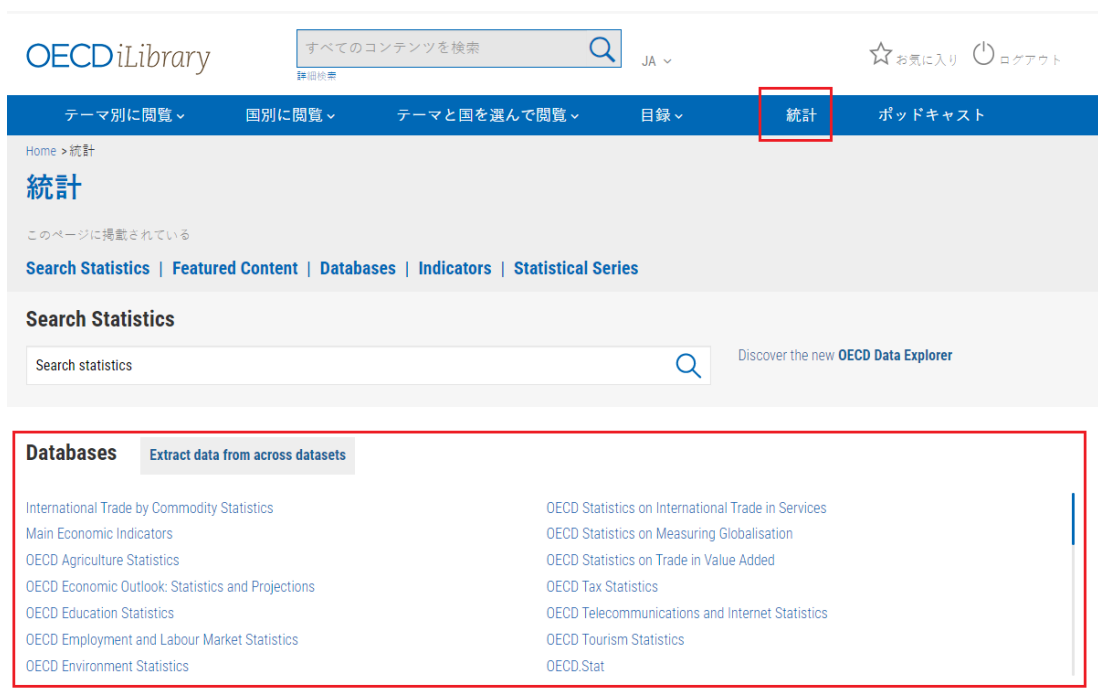 OECD iLibrary
すべてのコンテンツを検索
詳細検索
JA
お気に入り
ログアウト
テーマ別に閲覧 国別に閲覧 テーマと国を選んで閲覧 目録 統計 ポッドキャスト
Home >統計
統計
このページに掲載されている
Search Statistics | Featured Content | Databases | Indicators | Statistical Series
Search Statistics
Search statistics
Discover the new OECD Data Explorer
Databases Extract data from across datasets
International Trade by Commodity Statistics
Main Economic Indicators
OECD Agriculture Statistics
OECD Economic Outlook: Statistics and Projections
OECD Education Statistics
OECD Employment and Labour Market Statistics
OECD Environment Statistics
OECD Statistics on International Trade in Services
OECD Statistics on Measuring Globalisation
OECD Statistics on Trade in Value Added
OECD Tax Statistics
OECD Telecommunications and Internet Statistics
OECD Tourism Statistics
OECD.Stat